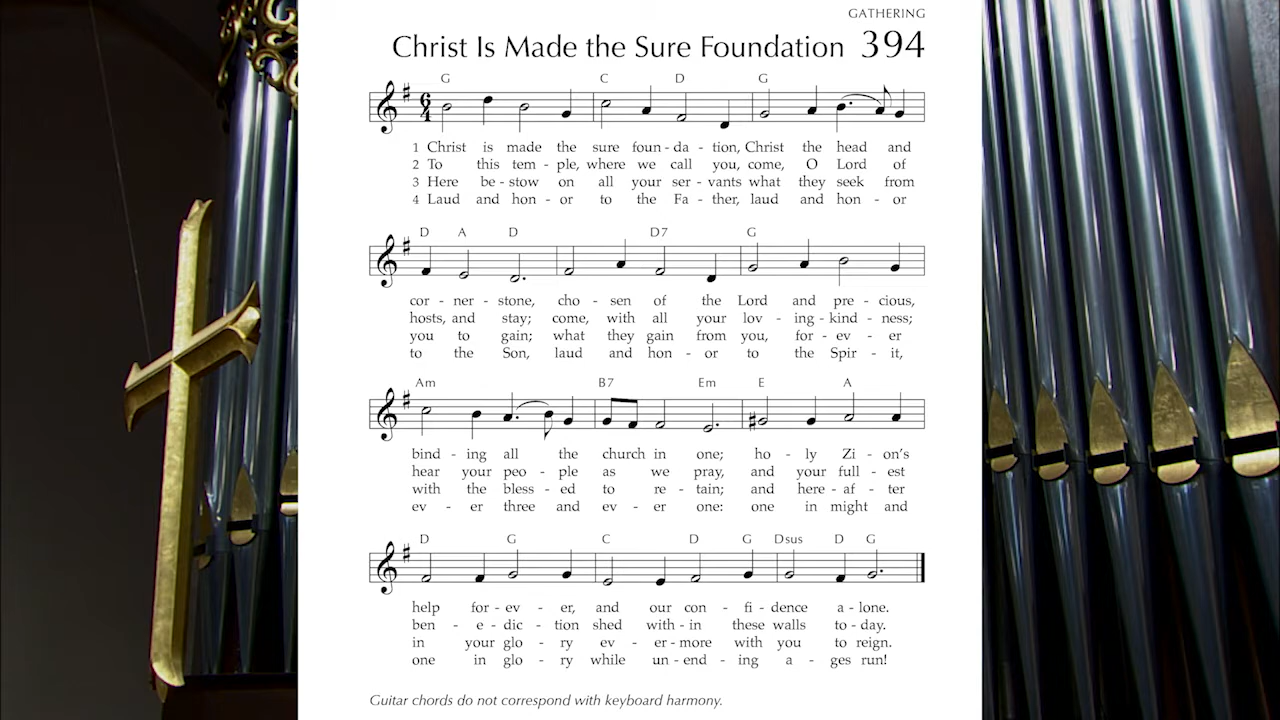 GATHERING
Christ Is Made the Sure Foundation 394
G C D G
6
4
1 Christ is made the sure foun - da - tion, Christ the head and
2 To this tem - ple, where we call you, come, O Lord of
3 Here be - stow on all your ser - vants what they seek from
4 Laud and hon - or to the Fa - ther, laud and hon - or
D A D D7 G
cor - ner - stone, cho - sen of the Lord and pre - cious,
hosts, and stay; come, with all your lov - ing - kind - ness;
you to gain; what they gain from you, for - ev - er
to the Son, laud and hon - or to the Spir - it,
Am B7 Em E A
bind - ing all the church in one; ho - ly Zi - on's
hear your peo - ple as we pray, and your full - est
with the bless - ed to re - tain; and here - af - ter
ev - er three and ev - er one: one in might and
D G C D G Dsus D G
help for - ev - er, and our con - fi - dence a - lone.
ben - e - dic - tion shed with - in these walls to - day.
in your glo - ry ev - er - more with you to reign.
one in glo - ry while un - end - ing a - ges run!
Guitar chords do not correspond with keyboard harmony.